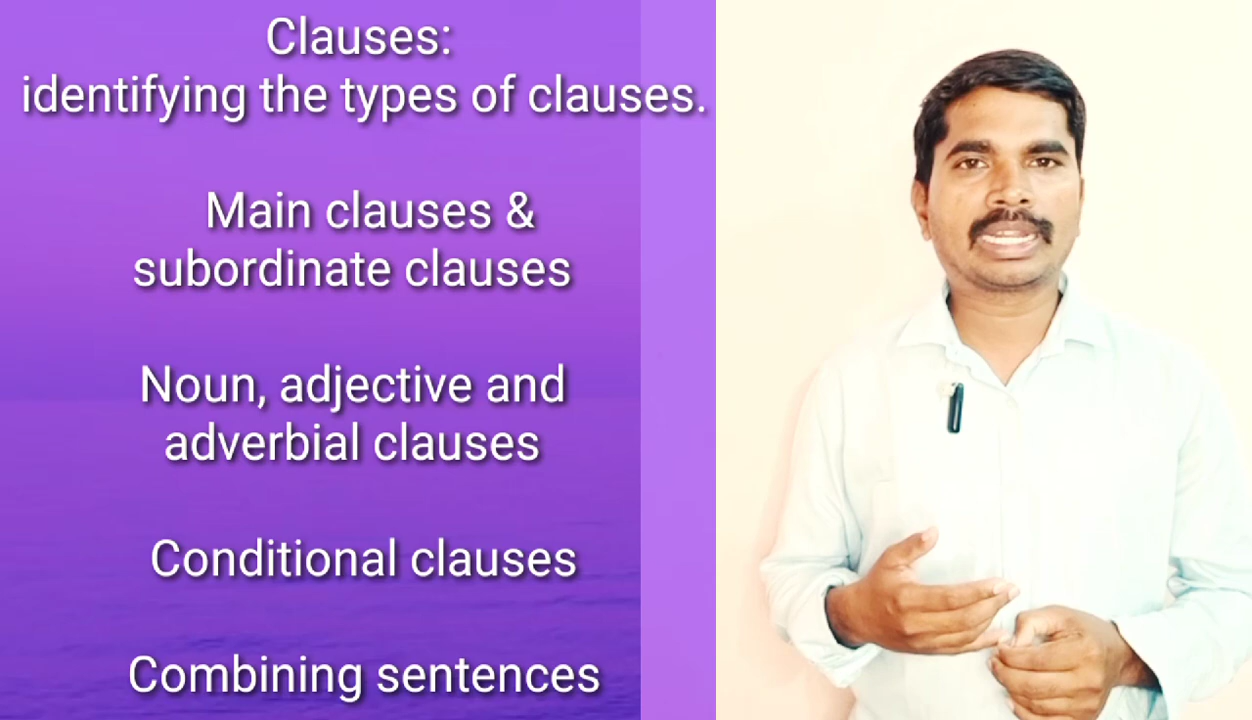 Clauses:
identifying the types of clauses.
Main clauses &
subordinate clauses
Noun, adjective and
adverbial clauses
Conditional clauses
Combining sentences